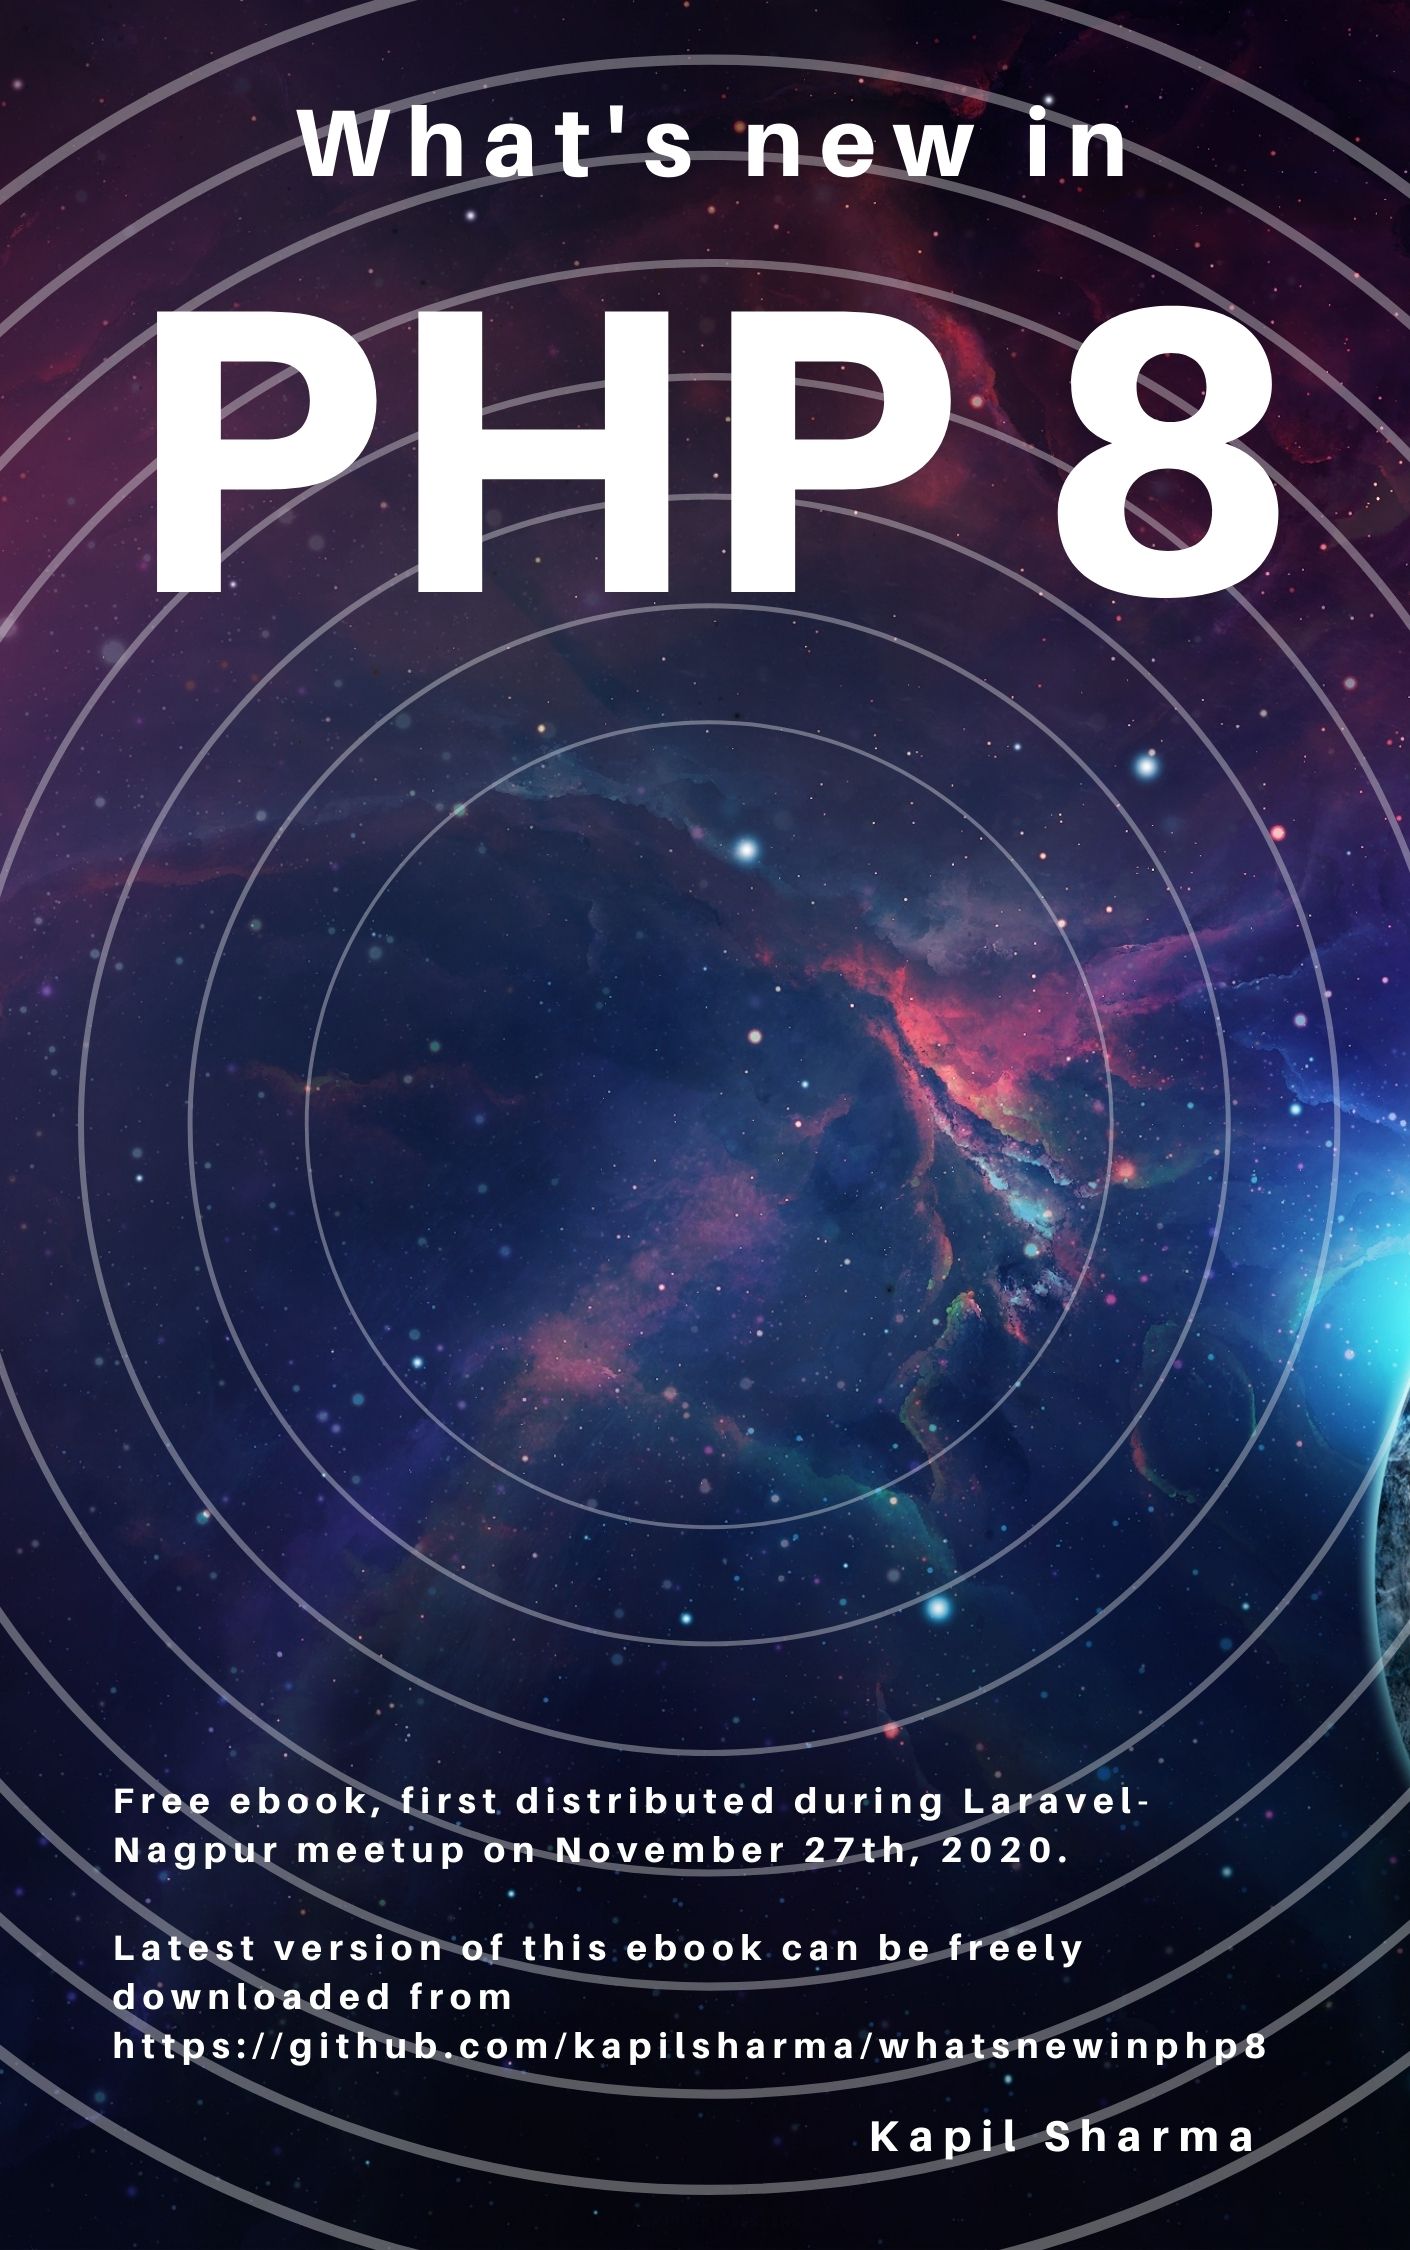 What's new in
PHP 8
Free ebook, first distributed during Laravel-
Nagpur meetup on November 27th, 2020.
Latest version of this ebook can be freely
downloaded from
https://github.com/kapilsharma/whatsnewinphp8
Kapil Sharma